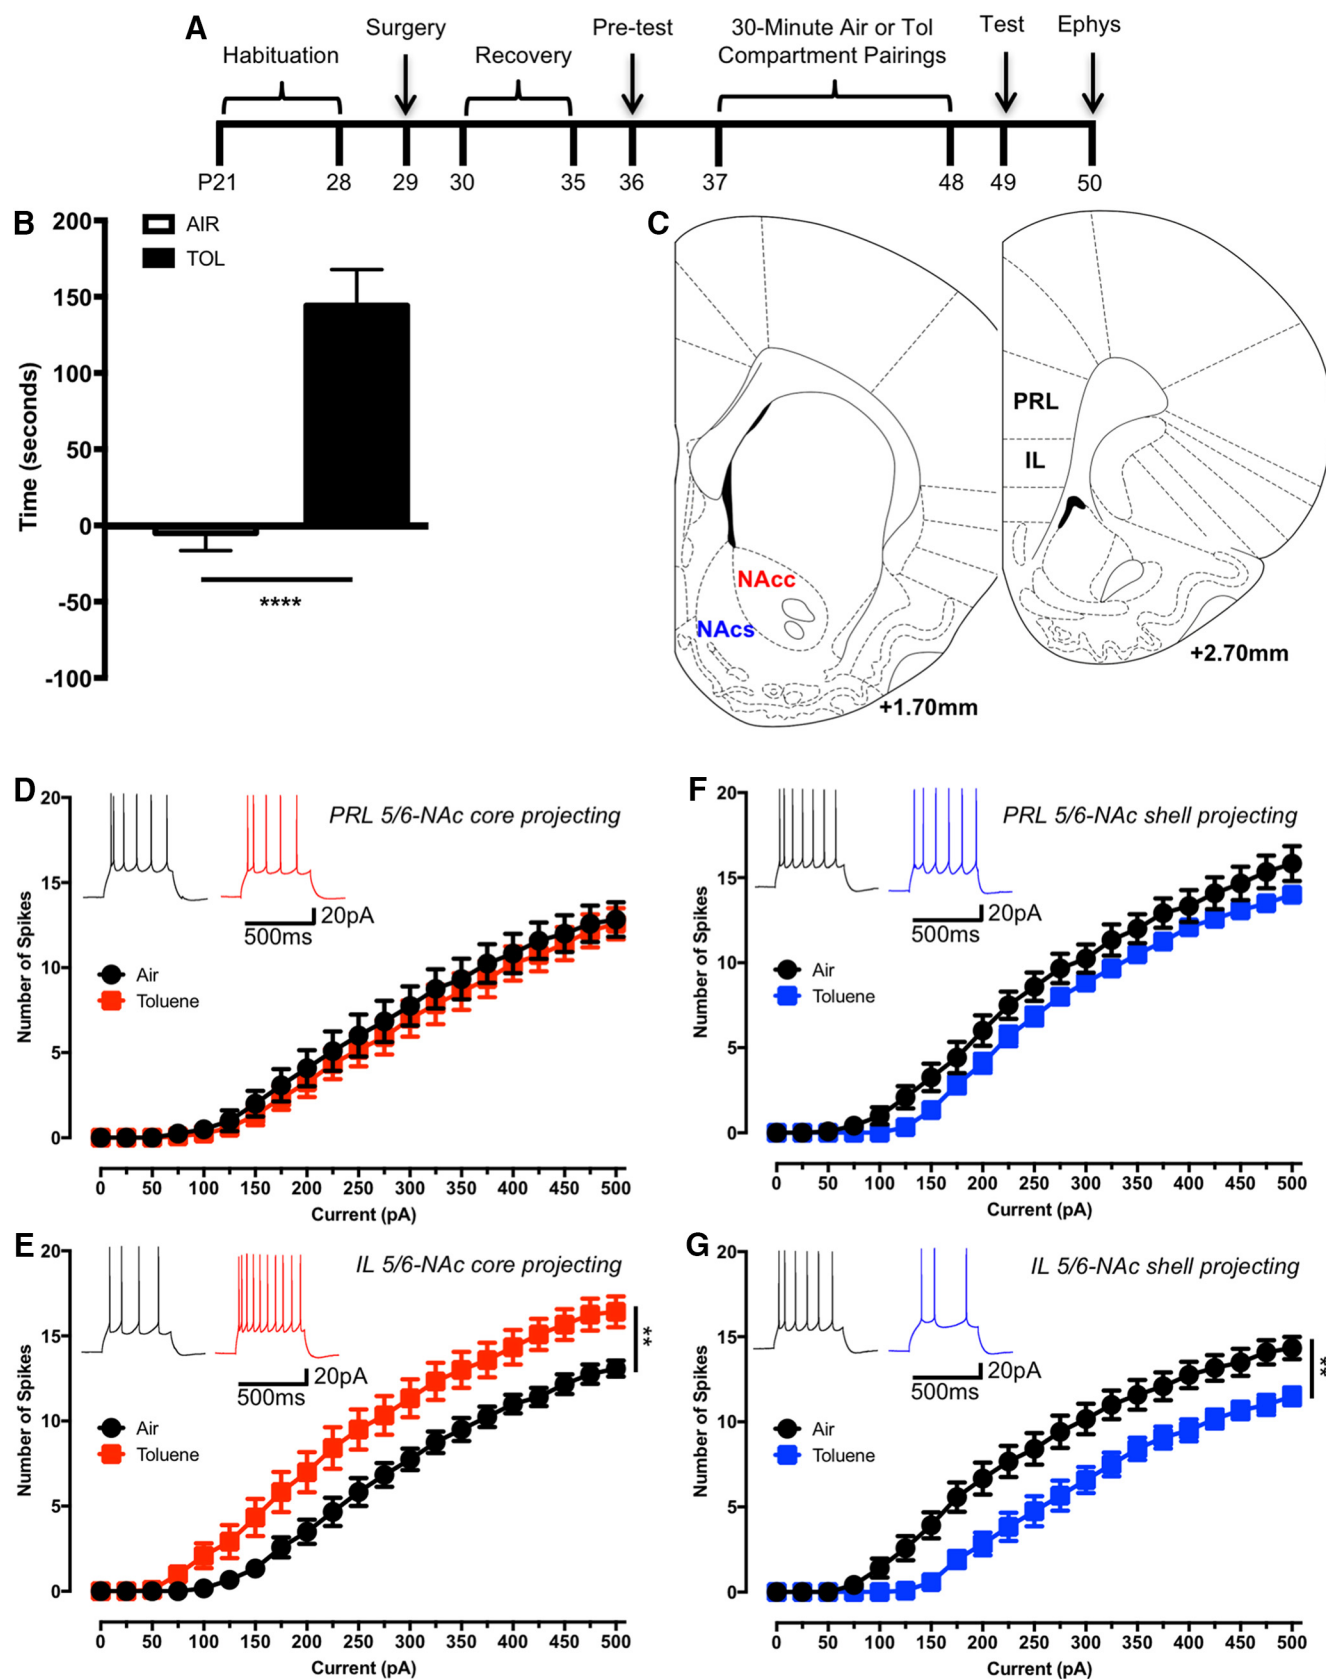 A
Habituation
Surgery
Recovery
Pre-test
30-Minute Air or Tol
Compartment Pairings
Test
Ephys
P21 28 29 30 35 36 37 48 49 50
B
AIR
TOL
Time (seconds)
200
150
100
50
0
-50
-100
****
C
NAcc
NAcs
+1.70mm
PRL
IL
+2.70mm
D
PRL 5/6-NAc core projecting
20pA
500ms
Air
Toluene
Number of Spikes
20
15
10
5
0
0 50 100 150 200 250 300 350 400 450 500
Current (pA)
F
PRL 5/6-NAc shell projecting
20pA
500ms
Air
Toluene
Number of Spikes
20
15
10
5
0
0 50 100 150 200 250 300 350 400 450 500
Current (pA)
E
IL 5/6-NAc core projecting
20pA
500ms
Air
Toluene
**
Number of Spikes
20
15
10
5
0
0 50 100 150 200 250 300 350 400 450 500
Current (pA)
G
IL 5/6-NAc shell projecting
20pA
500ms
Air
Toluene
**
Number of Spikes
20
15
10
5
0
0 50 100 150 200 250 300 350 400 450 500
Current (pA)